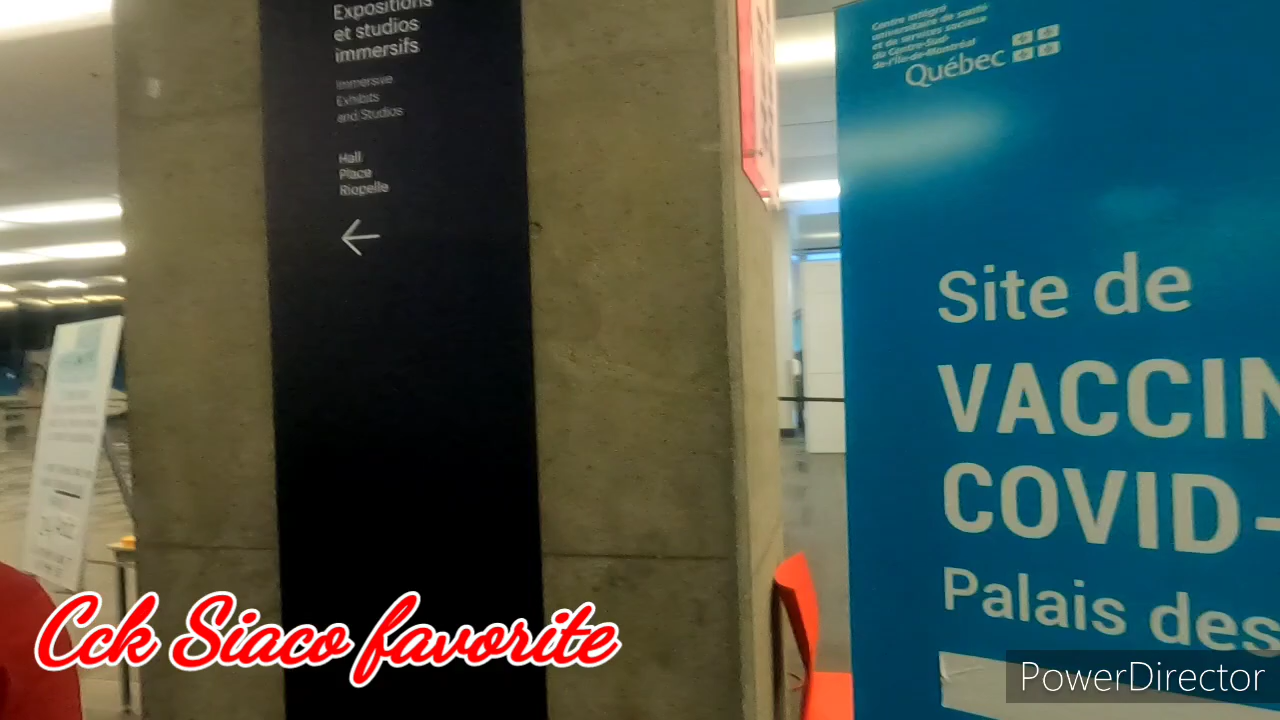 Expositions
et studios
immersifs
Immersive
Exhibits
and Studios
Hall
Place
Riopelle
Centre intégré
universitaire de santé
et de services sociaux
du Centre-Sud-
de-l'Île-de-Montréal
Québec
Site de
VACCIN
COVID-
Palais des
Cck Siaco favorite
PowerDirector